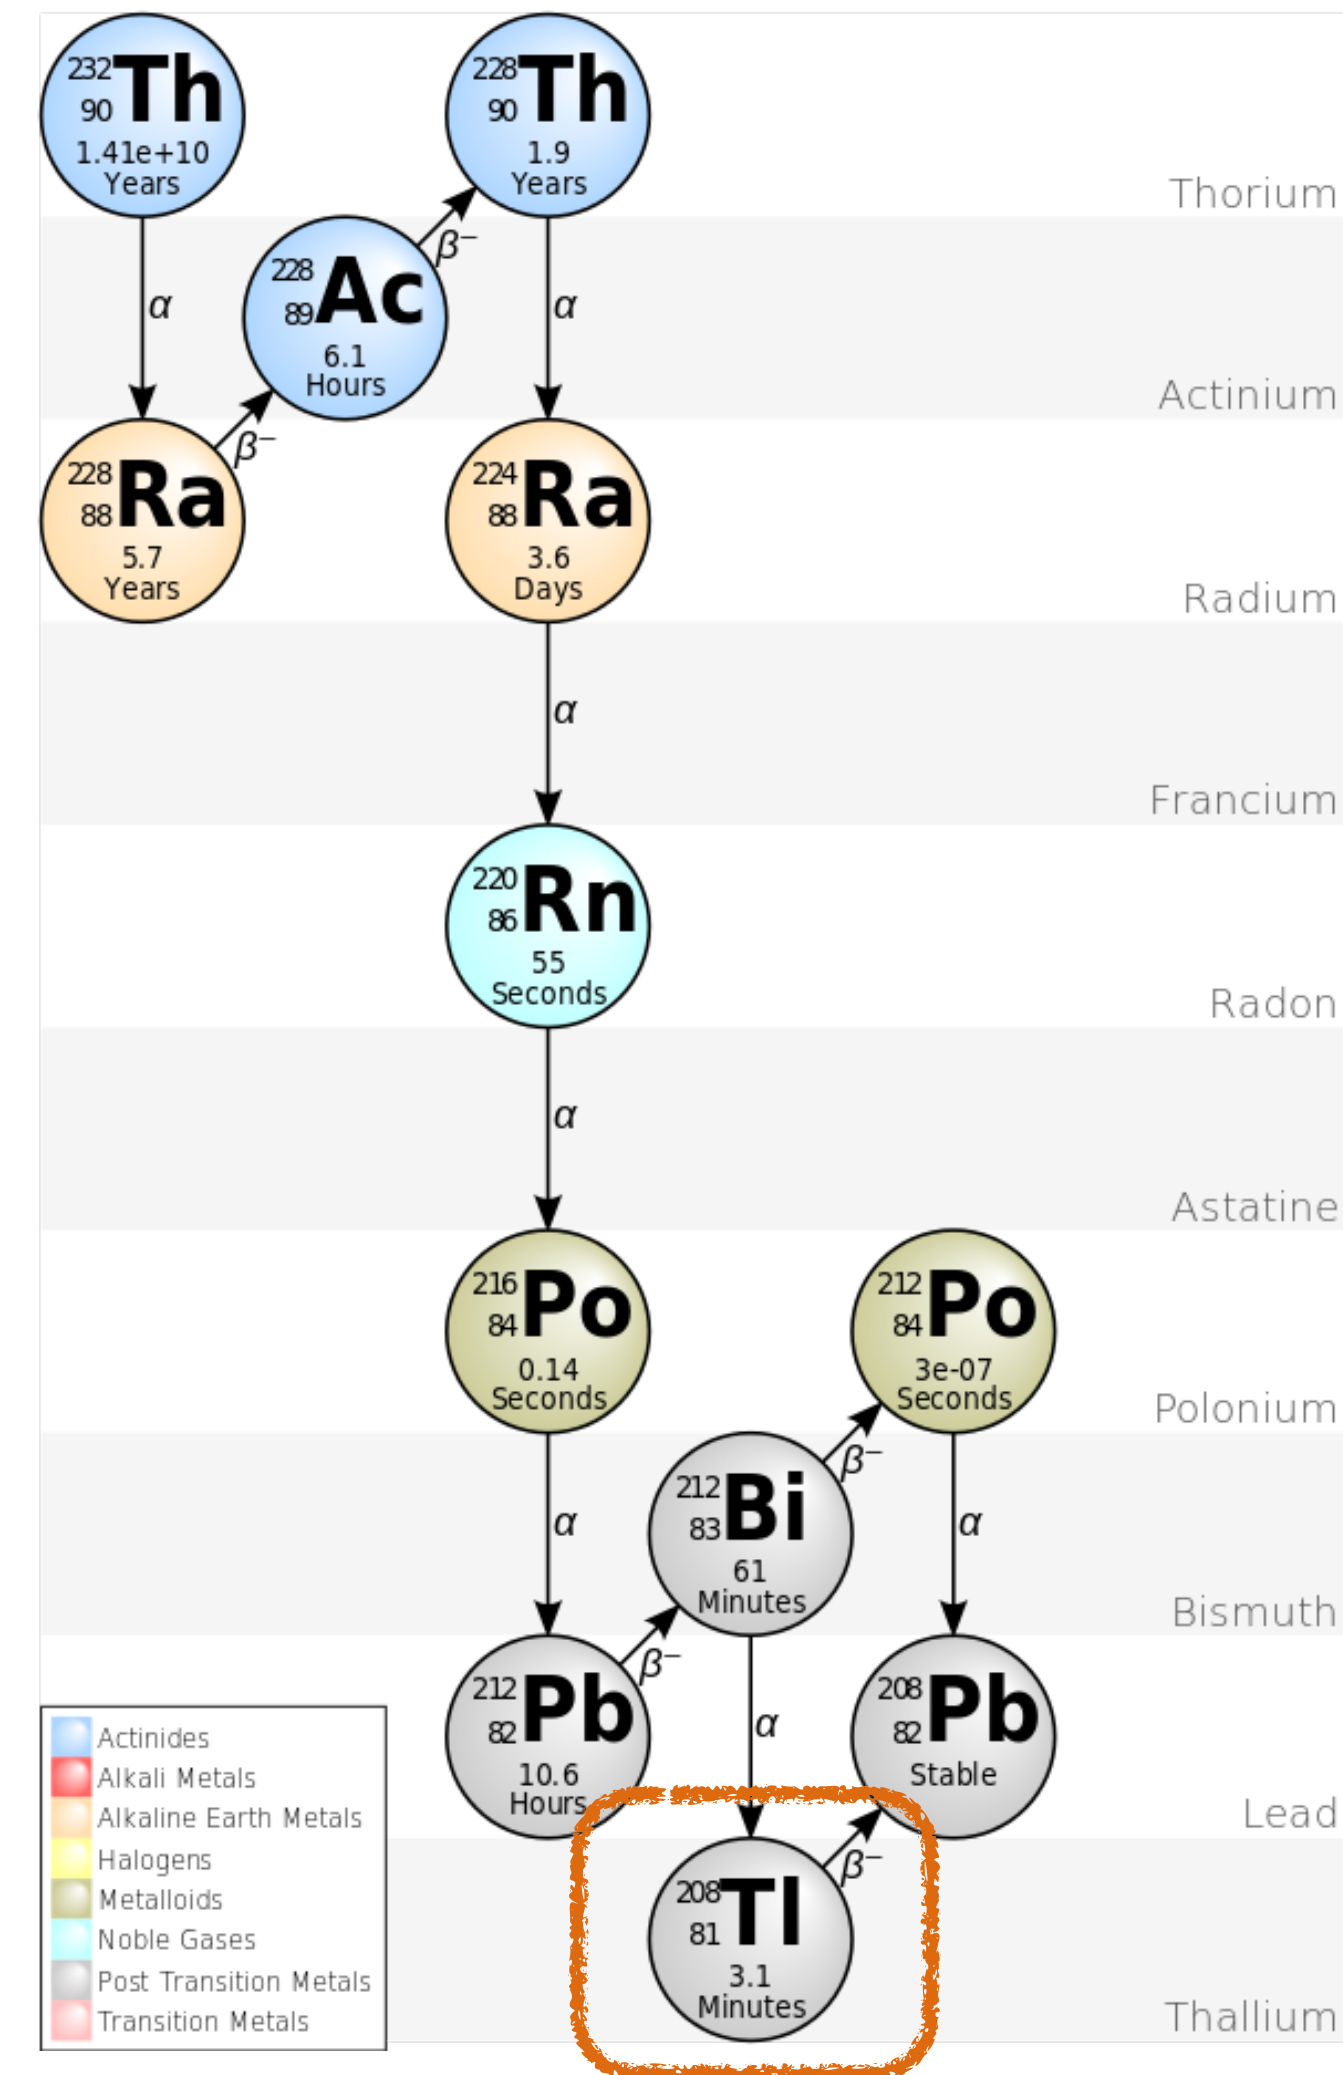 232
90
Th
1.41e+10
Years
228
90
Th
1.9
Years
Thorium
α
β−
228
89
Ac
6.1
Hours
α
Actinium
β−
228
88
Ra
5.7
Years
224
88
Ra
3.6
Days
Radium
α
Francium
220
86
Rn
55
Seconds
Radon
α
Astatine
216
84
Po
0.14
Seconds
212
84
Po
3e-07
Seconds
Polonium
α
β−
212
83
Bi
61
Minutes
α
Bismuth
β−
212
82
Pb
10.6
Hours
α
208
82
Pb
Stable
Lead
β−
208
81
Tl
3.1
Minutes
Thallium
Actinides
Alkali Metals
Alkaline Earth Metals
Halogens
Metalloids
Noble Gases
Post Transition Metals
Transition Metals